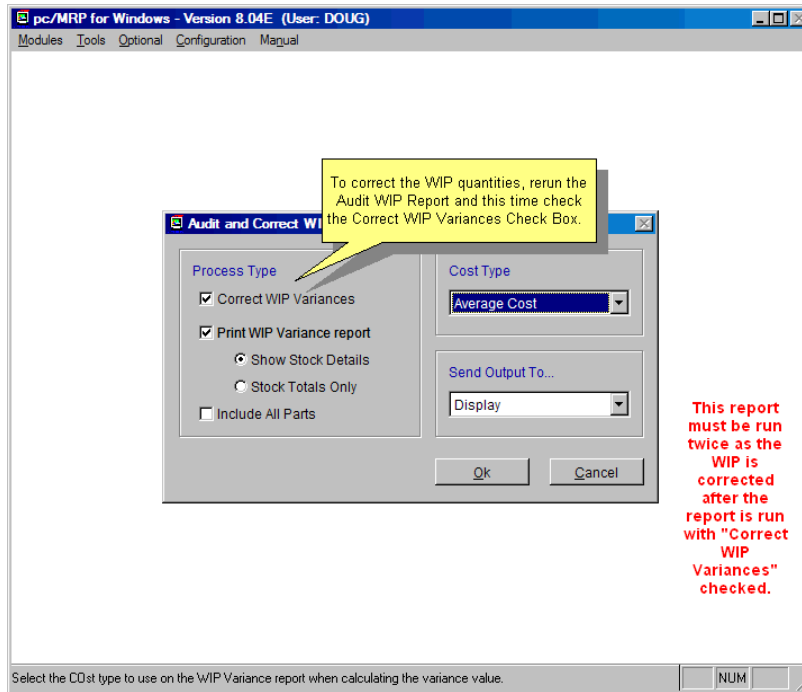 pc/MRP for Windows - Version 8.04E (User: DOUG)
Modules Tools Optional Configuration Manual
To correct the WIP quantities, rerun the
Audit WIP Report and this time check
the Correct WIP Variances Check Box.
Audit and Correct WI
Process Type
Correct WIP Variances
Print WIP Variance report
Show Stock Details
Stock Totals Only
Include All Parts
Cost Type
Average Cost
Send Output To...
Display
Ok Cancel
This report
must be run
twice as the
WIP is
corrected
after the
report is run
with "Correct
WIP
Variances"
checked.
Select the COst type to use on the WIP Variance report when calculating the variance value.
NUM